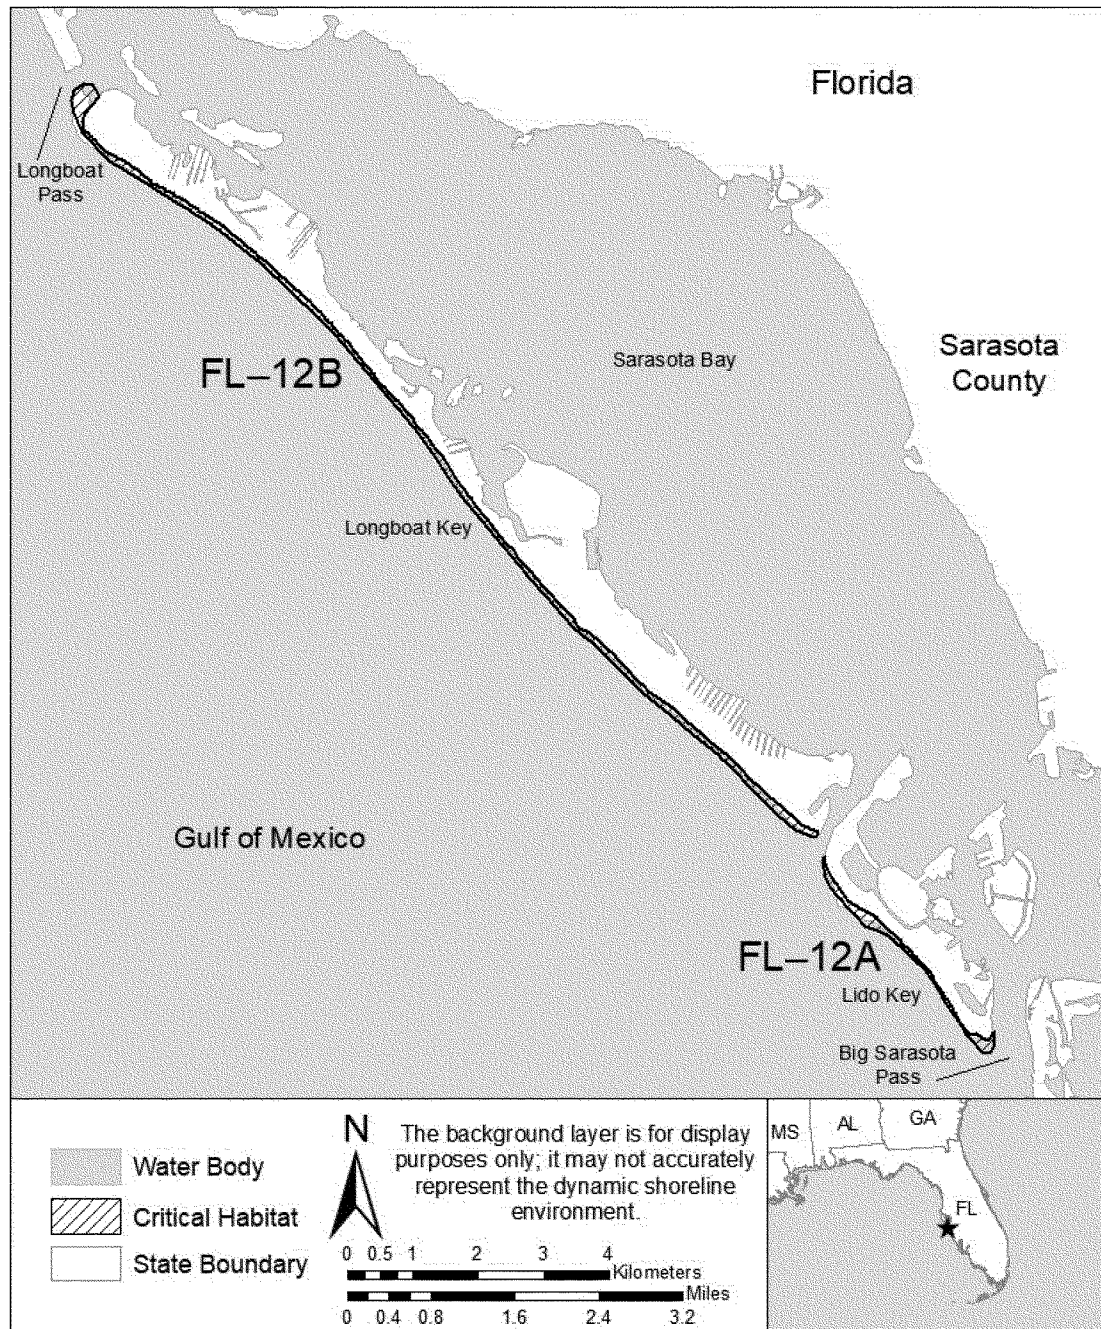 Florida
Longboat
Pass
Sarasota
County
Sarasota Bay
FL–12B
Longboat Key
Gulf of Mexico
FL–12A
Lido Key
Big Sarasota
Pass
Water Body
Critical Habitat
State Boundary
N
The background layer is for display
purposes only; it may not accurately
represent the dynamic shoreline
environment.
0 0.5 1 2 3 4
Kilometers
Miles
0 0.4 0.8 1.6 2.4 3.2
MS AL GA
FL